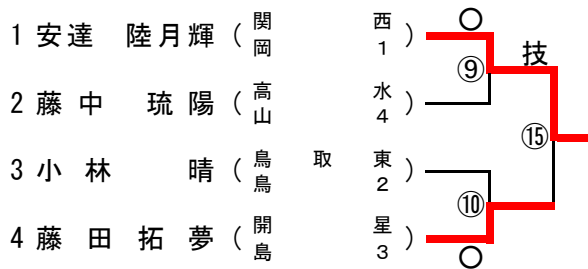 1 安達 陸月輝 (関西 岡1) ○
⑨ 技
2 藤中 琉陽 (高水 山4)
⑮
3 小林 晴 (鳥取東 鳥2)
⑩
4 藤田 拓夢 (開星 島3) ○